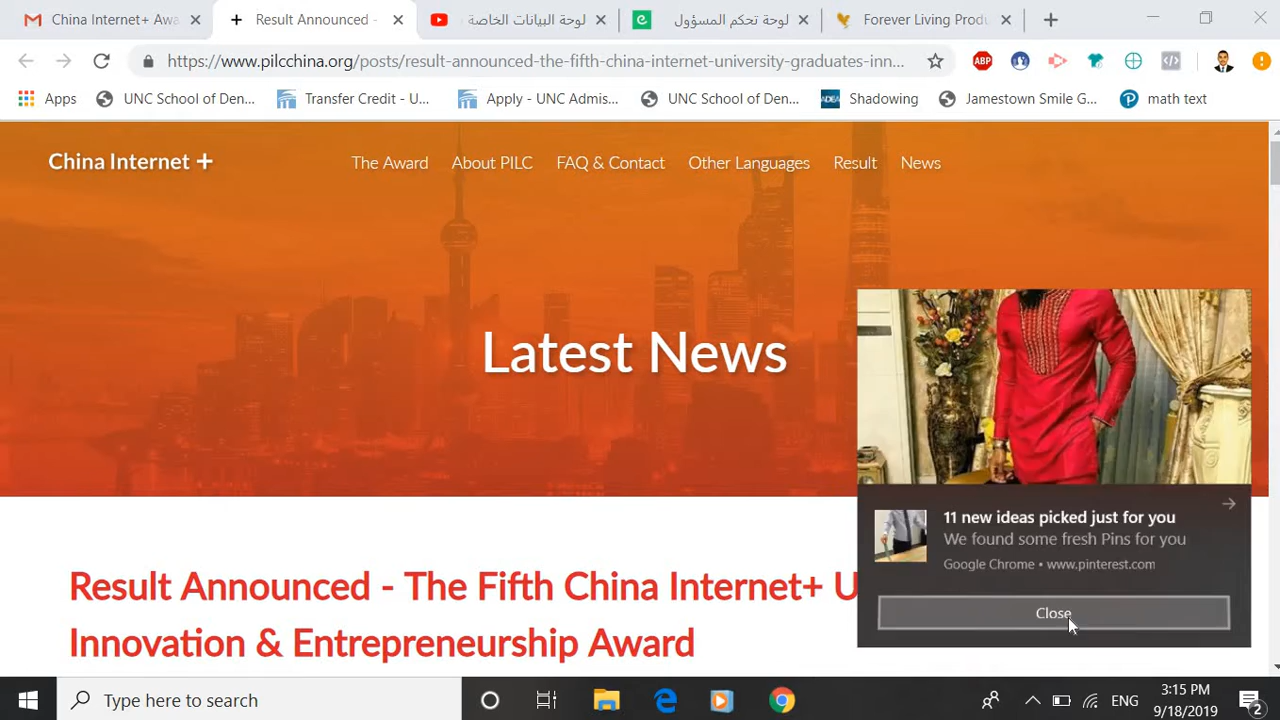 China Internet+ Awa
Result Announced -
لوحة البيانات الخاصة
لوحة تحكم المسؤول
Forever Living Produ
https://www.pilcchina.org/posts/result-announced-the-fifth-china-internet-university-graduates-inn...
ABP
Apps
UNC School of Den...
Transfer Credit - U...
Apply - UNC Admis...
UNC School of Den...
ADEA
Shadowing
Jamestown Smile G...
math text
China Internet +
The Award
About PILC
FAQ & Contact
Other Languages
Result
News
Latest News
11 new ideas picked just for you
We found some fresh Pins for you
Google Chrome • www.pinterest.com
Close
Result Announced - The Fifth China Internet+ U
Innovation & Entrepreneurship Award
Type here to search
ENG
3:15 PM
9/18/2019
2